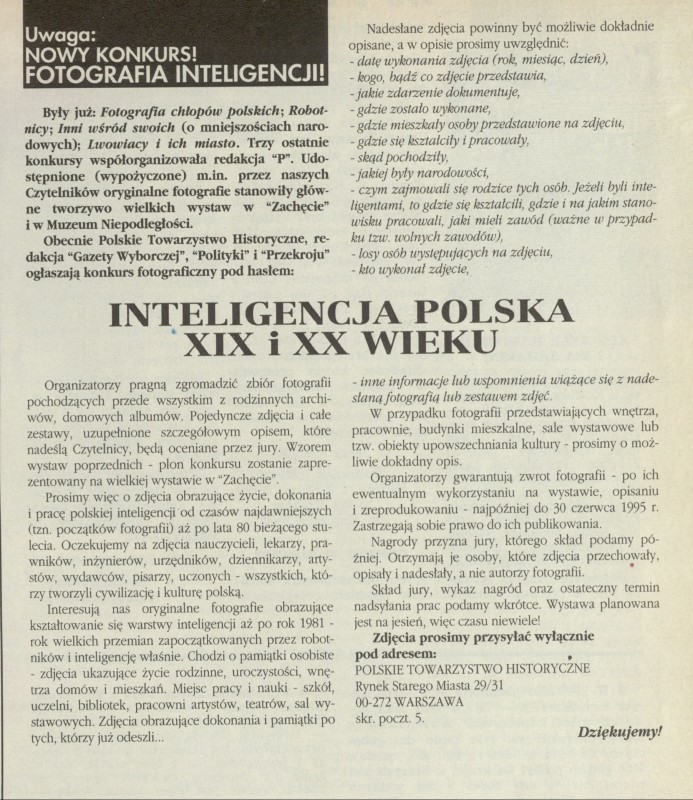 Uwaga:
NOWY KONKURS!
FOTOGRAFIA INTELIGENCJI!
Były już: Fotografia chłopów polskich; Robot-
nicy; Inni wśród swoich (o mniejszościach naro-
dowych); Lwowiacy i ich miasto. Trzy ostatnie
konkursy współorganizowała redakcja "P". Udo-
stępnione (wypożyczone) m.in. przez naszych
Czytelników oryginalne fotografie stanowiły głów-
ne tworzywo wielkich wystaw w "Zachęcie"
i w Muzeum Niepodległości.
Obecnie Polskie Towarzystwo Historyczne, re-
dakcja "Gazety Wyborczej", "Polityki" i "Przekroju"
ogłaszają konkurs fotograficzny pod hasłem:
Nadesłane zdjęcia powinny być możliwie dokładnie
opisane, a w opisie prosimy uwzględnić:
- datę wykonania zdjęcia (rok, miesiąc, dzień),
- kogo, bądź co zdjęcie przedstawia,
- jakie zdarzenie dokumentuje,
- gdzie zostało wykonane,
- gdzie mieszkały osoby przedstawione na zdjęciu,
- gdzie się kształciły i pracowały,
- skąd pochodziły,
- jakiej były narodowości,
- czym zajmowali się rodzice tych osób. Jeżeli byli inte-
ligentami, to gdzie się kształcili, gdzie i na jakim stano-
wisku pracowali, jaki mieli zawód (ważne w przypad-
ku tzw. wolnych zawodów),
- losy osób występujących na zdjęciu,
- kto wykonał zdjęcie,
INTELIGENCJA POLSKA
XIX i XX WIEKU
Organizatorzy pragną zgromadzić zbiór fotografii
pochodzących przede wszystkim z rodzinnych archi-
wów, domowych albumów. Pojedyncze zdjęcia i całe
zestawy, uzupełnione szczegółowym opisem, które
nadeślą Czytelnicy, będą oceniane przez jury. Wzorem
wystaw poprzednich - plon konkursu zostanie zapre-
zentowany na wielkiej wystawie w "Zachęcie".
Prosimy więc o zdjęcia obrazujące życie, dokonania
i pracę polskiej inteligencji od czasów najdawniejszych
(tzn. początków fotografii) aż po lata 80 bieżącego stu-
lecia. Oczekujemy na zdjęcia nauczycieli, lekarzy, pra-
wników, inżynierów, urzędników, dziennikarzy, arty-
stów, wydawców, pisarzy, uczonych - wszystkich, któ-
rzy tworzyli cywilizację i kulturę polską.
Interesują nas oryginalne fotografie obrazujące
kształtowanie się warstwy inteligencji aż po rok 1981 -
rok wielkich przemian zapoczątkowanych przez robot-
ników i inteligencję właśnie. Chodzi o pamiątki osobiste
- zdjęcia ukazujące życie rodzinne, uroczystości, wnę-
trza domów i mieszkań. Miejsc pracy i nauki - szkół,
uczelni, bibliotek, pracowni artystów, teatrów, sal wy-
stawowych. Zdjęcia obrazujące dokonania i pamiątki po
tych, którzy już odeszli...
- inne informacje lub wspomnienia wiążące się z nade-
słaną fotografią lub zestawem zdjęć.
W przypadku fotografii przedstawiających wnętrza,
pracownie, budynki mieszkalne, sale wystawowe lub
tzw. obiekty upowszechniania kultury - prosimy o moż-
liwie dokładny opis.
Organizatorzy gwarantują zwrot fotografii - po ich
ewentualnym wykorzystaniu na wystawie, opisaniu
i zreprodukowaniu - najpóźniej do 30 czerwca 1995 r.
Zastrzegają sobie prawo do ich publikowania.
Nagrody przyzna jury, którego skład podamy pó-
źniej. Otrzymają je osoby, które zdjęcia przechowały,
opisały i nadesłały, a nie autorzy fotografii.
Skład jury, wykaz nagród oraz ostateczny termin
nadsyłania prac podamy wkrótce. Wystawa planowana
jest na jesień, więc czasu niewiele!
Zdjęcia prosimy przysyłać wyłącznie
pod adresem:
POLSKIE TOWARZYSTWO HISTORYCZNE
Rynek Starego Miasta 29/31
00-272 WARSZAWA
skr. poczt. 5.
Dziękujemy!